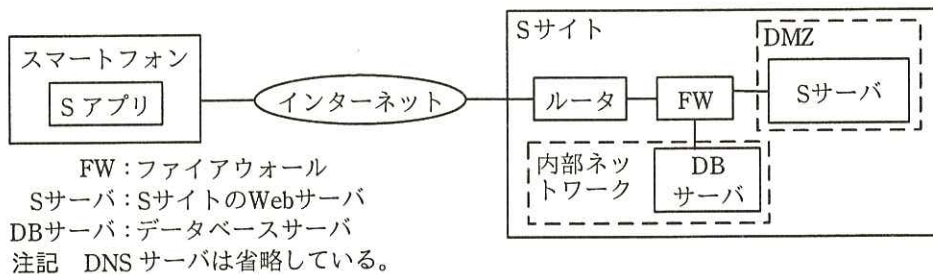 スマートフォン
Sアプリ
インターネット
Sサイト
ルータ
FW
DMZ
Sサーバ
内部ネッ
トワーク
DB
サーバ
FW：ファイアウォール
Sサーバ：SサイトのWebサーバ
DBサーバ：データベースサーバ
注記　DNSサーバは省略している。